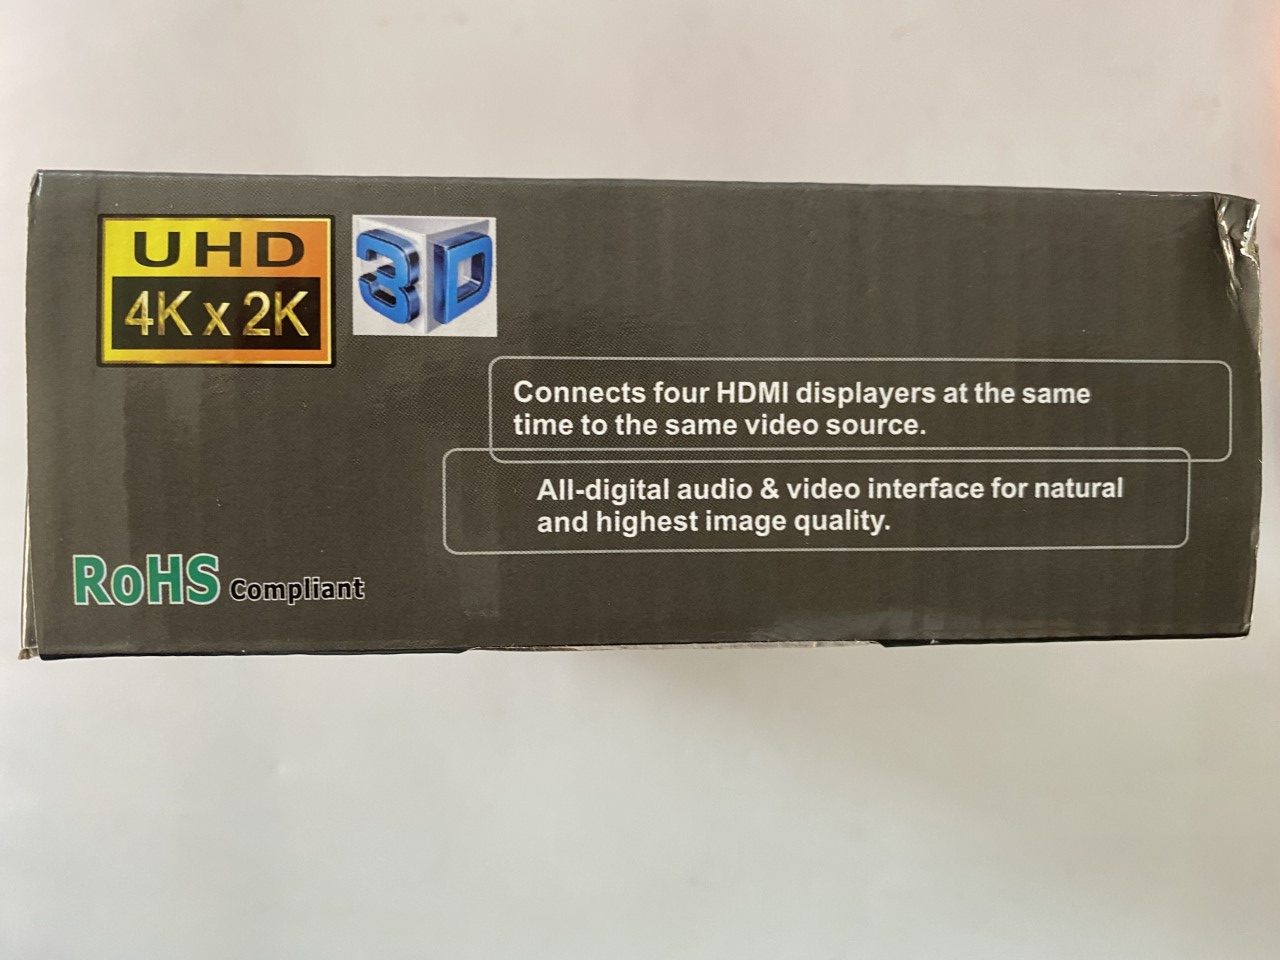 UHD
4K x 2K
3D
Connects four HDMI displayers at the same
time to the same video source.
All-digital audio & video interface for natural
and highest image quality.
RoHS Compliant